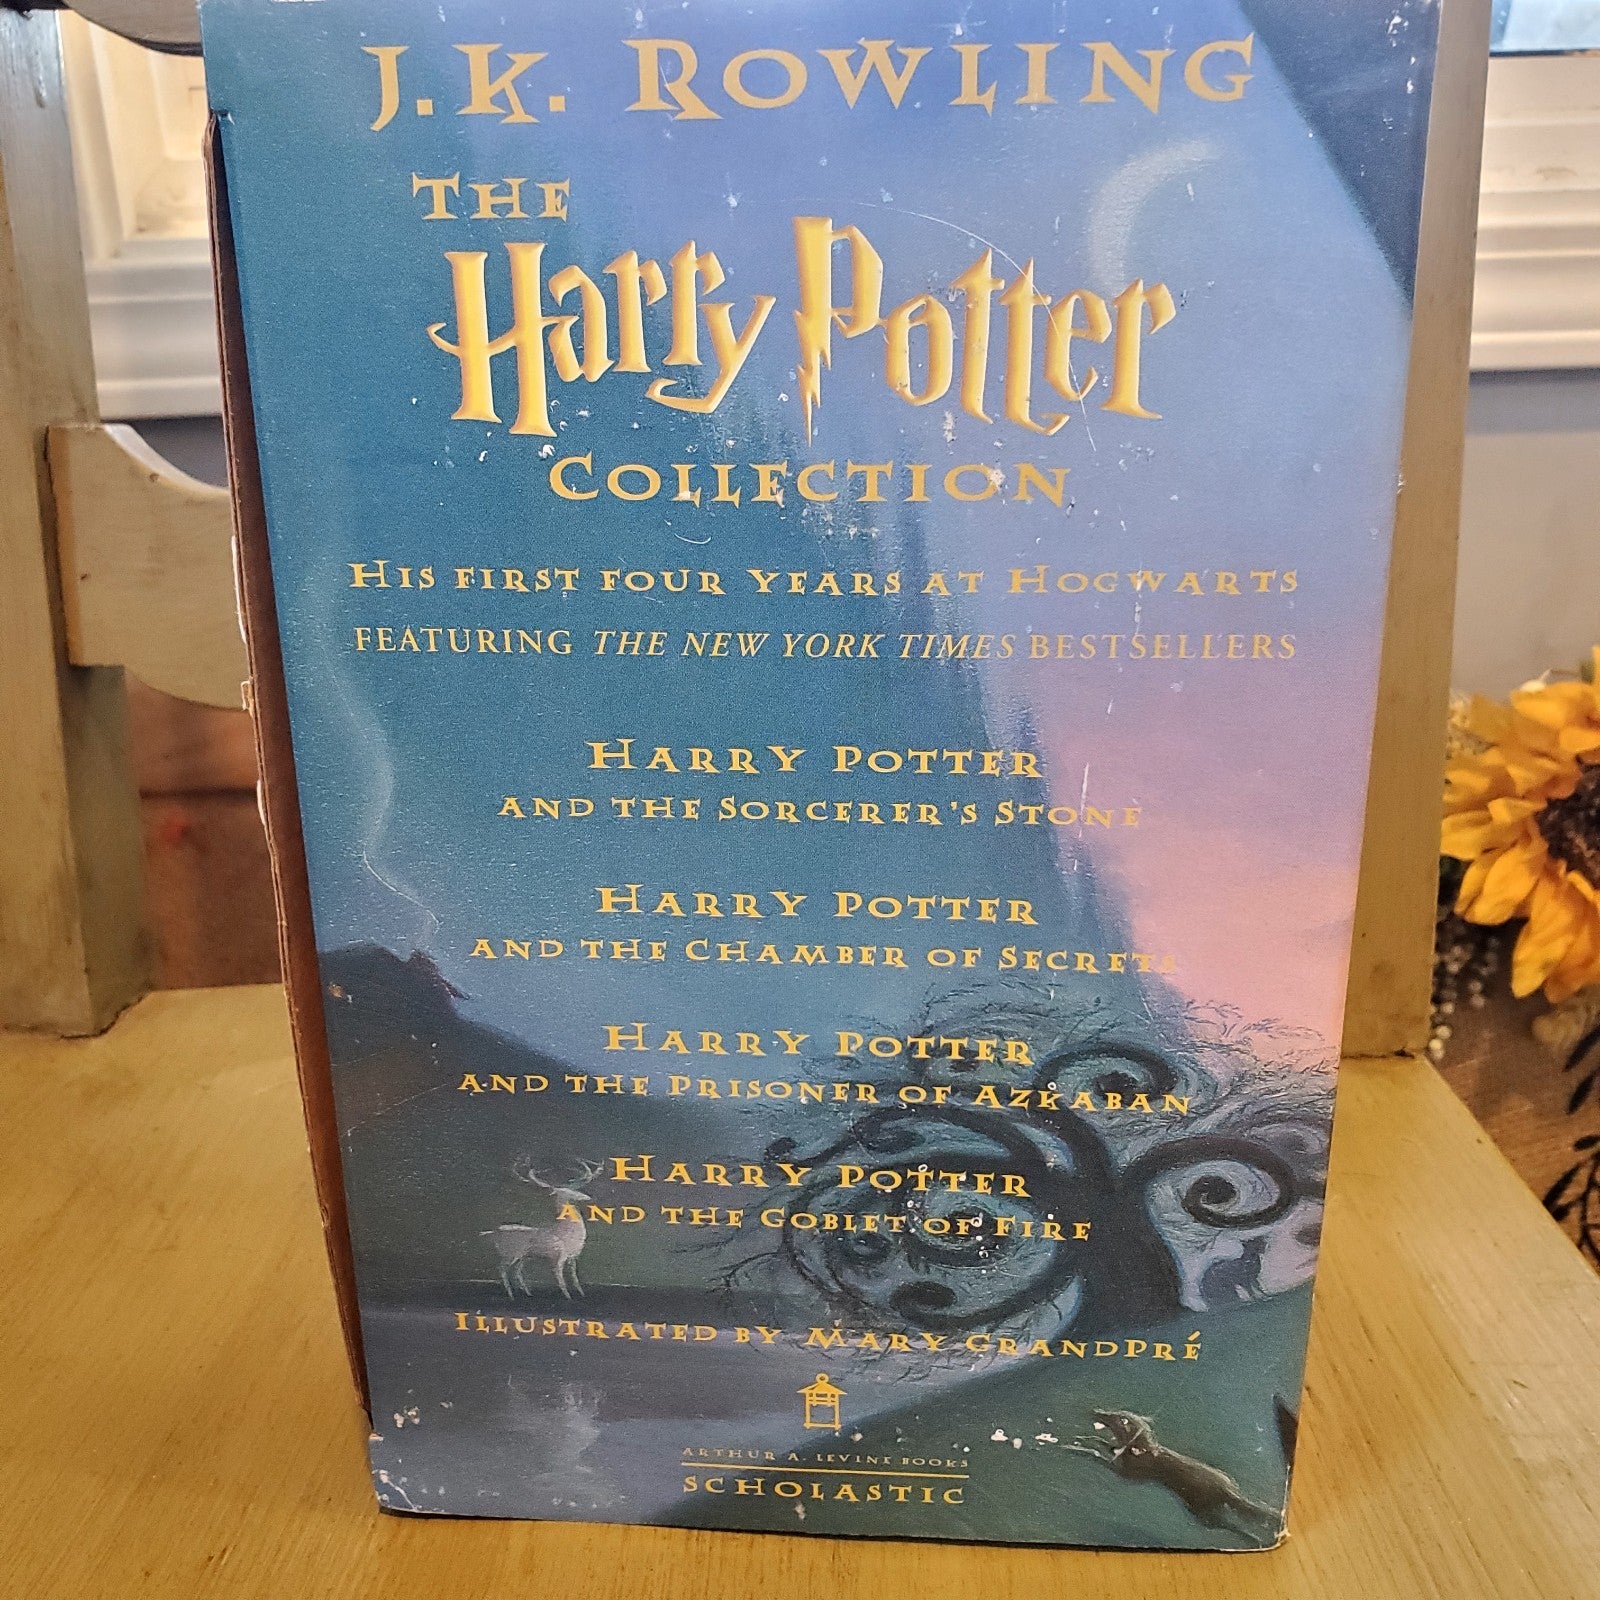 J.K. ROWLING
THE
Harry Potter
COLLECTION
HIS FIRST FOUR YEARS AT HOGWARTS
FEATURING THE NEW YORK TIMES BESTSELLERS
HARRY POTTER
AND THE SORCERER'S STONE
HARRY POTTER
AND THE CHAMBER OF SECRETS
HARRY POTTER
AND THE PRISONER OF AZKABAN
HARRY POTTER
AND THE GOBLET OF FIRE
ILLUSTRATED BY MARY GRANDPRÉ
ARTHUR A. LEVINE BOOKS
SCHOLASTIC